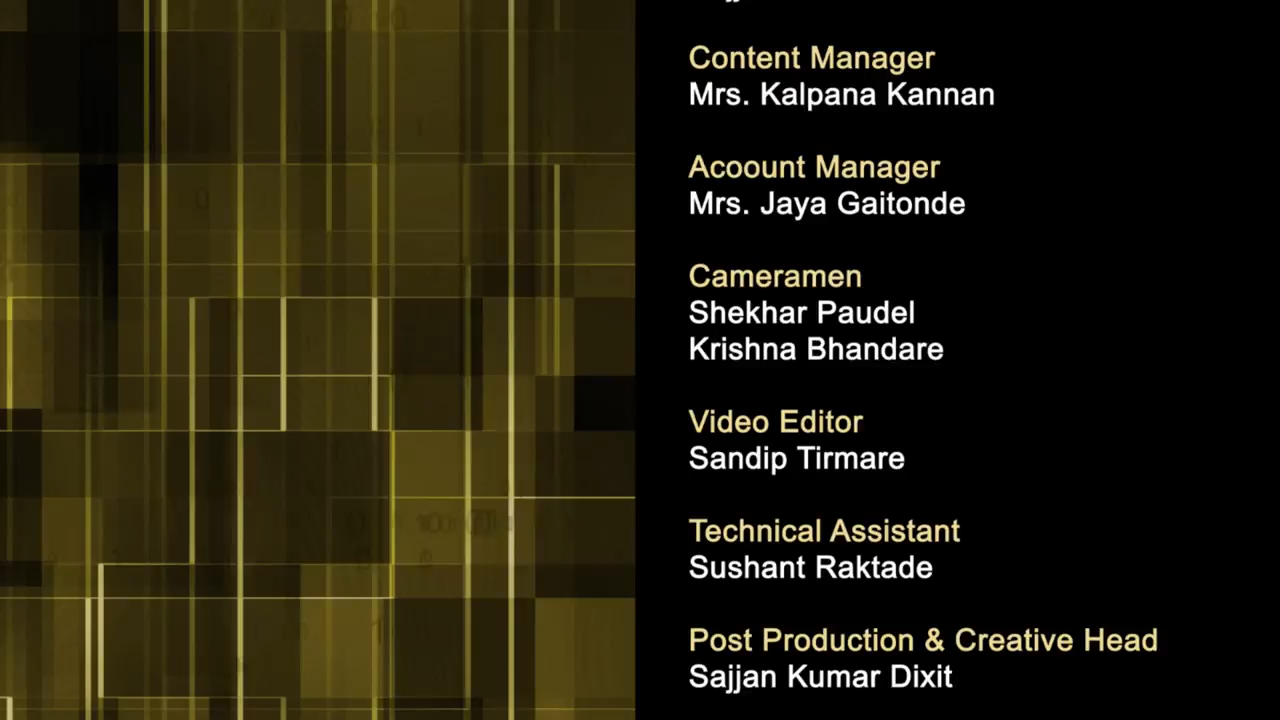 Content Manager
Mrs. Kalpana Kannan
Acoount Manager
Mrs. Jaya Gaitonde
Cameramen
Shekhar Paudel
Krishna Bhandare
Video Editor
Sandip Tirmare
Technical Assistant
Sushant Raktade
Post Production & Creative Head
Sajjan Kumar Dixit